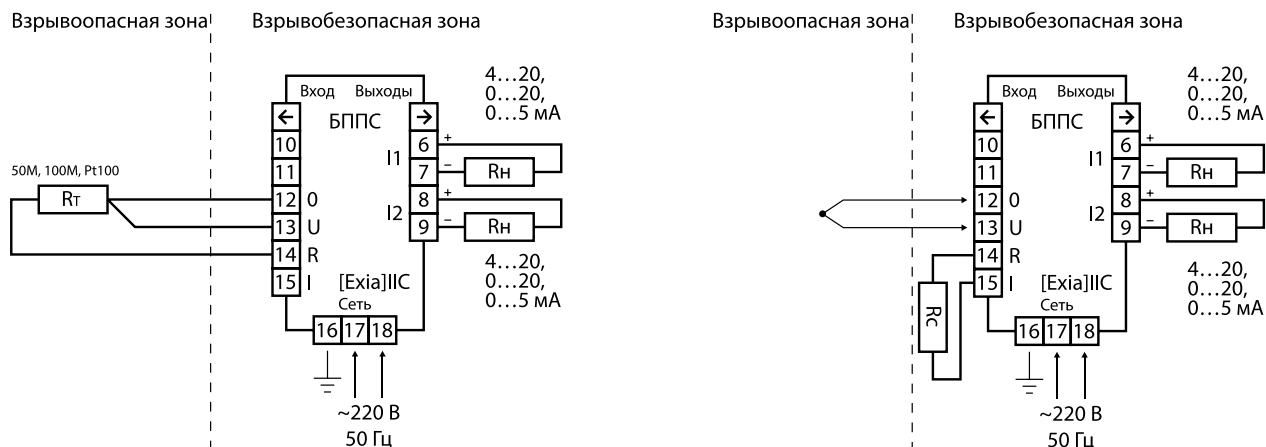 Взрывоопасная зона
Взрывобезопасная зона
Вход Выходы
БППС
4...20,
0...20,
0...5 мА
10
11
12 0
13 U
14 R
15 I
6 +
I1
7 –
8 +
I2
9 –
Rн
Rн
50М, 100М, Pt100
Rт
[Exia]IIC
Сеть
16 17 18
4...20,
0...20,
0...5 мА
~220 В
50 Гц
Взрывоопасная зона
Взрывобезопасная зона
Вход Выходы
БППС
4...20,
0...20,
0...5 мА
10
11
12 0
13 U
14 R
15 I
6 +
I1
7 –
8 +
I2
9 –
Rн
Rн
Rс
[Exia]IIC
Сеть
16 17 18
4...20,
0...20,
0...5 мА
~220 В
50 Гц